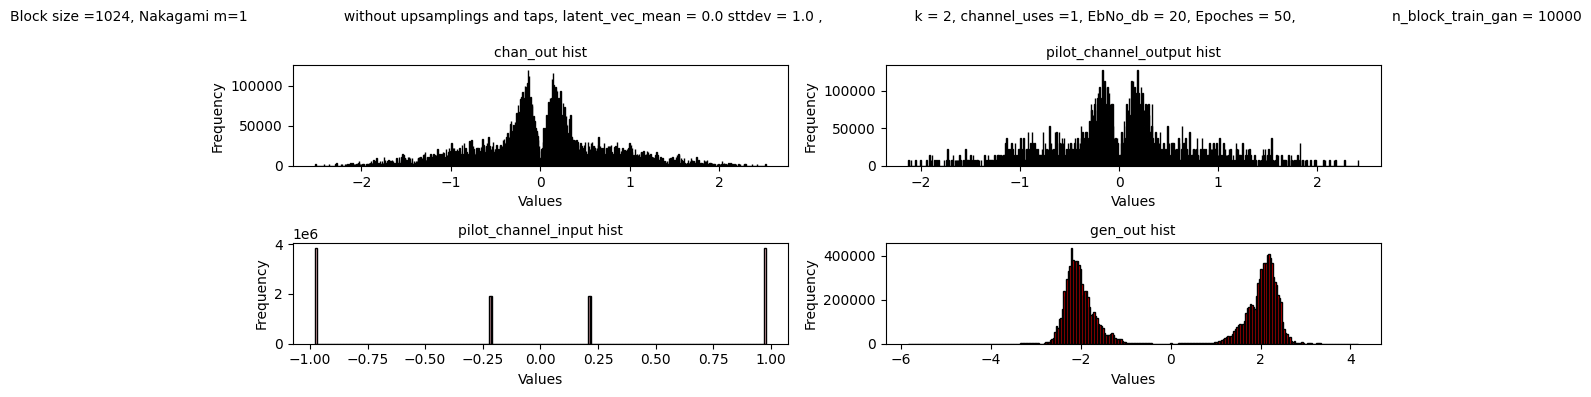 Block size =1024, Nakagami m=1 without upsamplings and taps, latent_vec_mean = 0.0 sttdev = 1.0 , k = 2, channel_uses =1, EbNo_db = 20, Epoches = 50, n_block_train_gan = 10000
chan_out hist
100000
50000
0
Frequency
−2 −1 0 1 2
Values
pilot_channel_output hist
100000
50000
0
Frequency
−2 −1 0 1 2
Values
pilot_channel_input hist
1e6
4
2
0
Frequency
−1.00 −0.75 −0.50 −0.25 0.00 0.25 0.50 0.75 1.00
Values
gen_out hist
400000
200000
0
Frequency
−6 −4 −2 0 2 4
Values